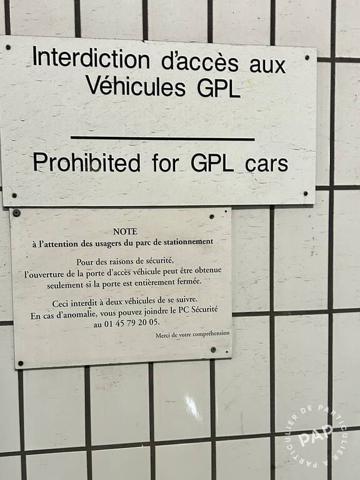 Interdiction d'accès aux
Véhicules GPL
Prohibited for GPL cars
NOTE
à l'attention des usagers du parc de stationnement
Pour des raisons de sécurité,
l'ouverture de la porte d'accès véhicule peut être obtenue
seulement si la porte est entièrement fermée.
Ceci interdit à deux véhicules de se suivre.
En cas d'anomalie, vous pouvez joindre le PC Sécurité
au 01 45 79 20 05.
Merci de votre compréhension
DE PARTICULIER À PARTICULIER
PAP